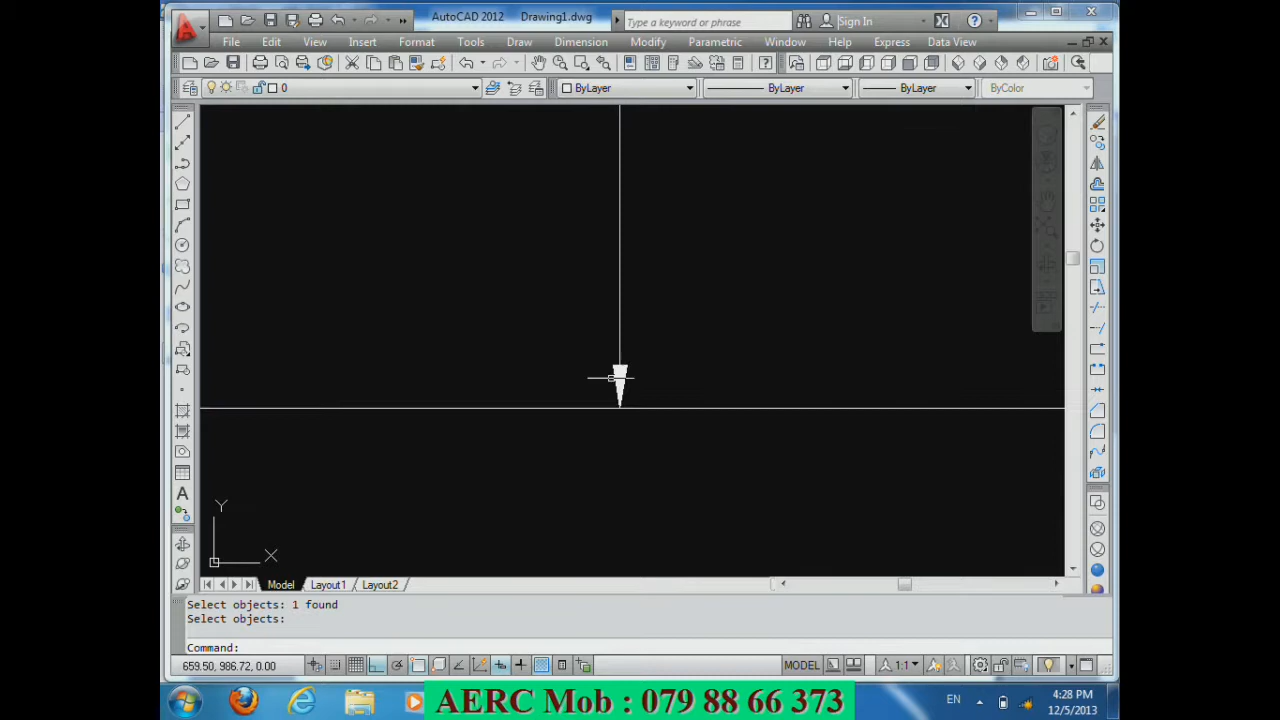 AutoCAD 2012 Drawing1.dwg
Type a keyword or phrase
Sign In
File Edit View Insert Format Tools Draw Dimension Modify Parametric Window Help Express Data View
0
ByLayer
ByLayer
ByLayer
ByColor
A
Y
X
Model Layout1 Layout2
Select objects: 1 found
Select objects:
Command:
659.50, 986.72, 0.00
MODEL
1:1
AERC Mob : 079 88 66 373
EN
4:28 PM
12/5/2013